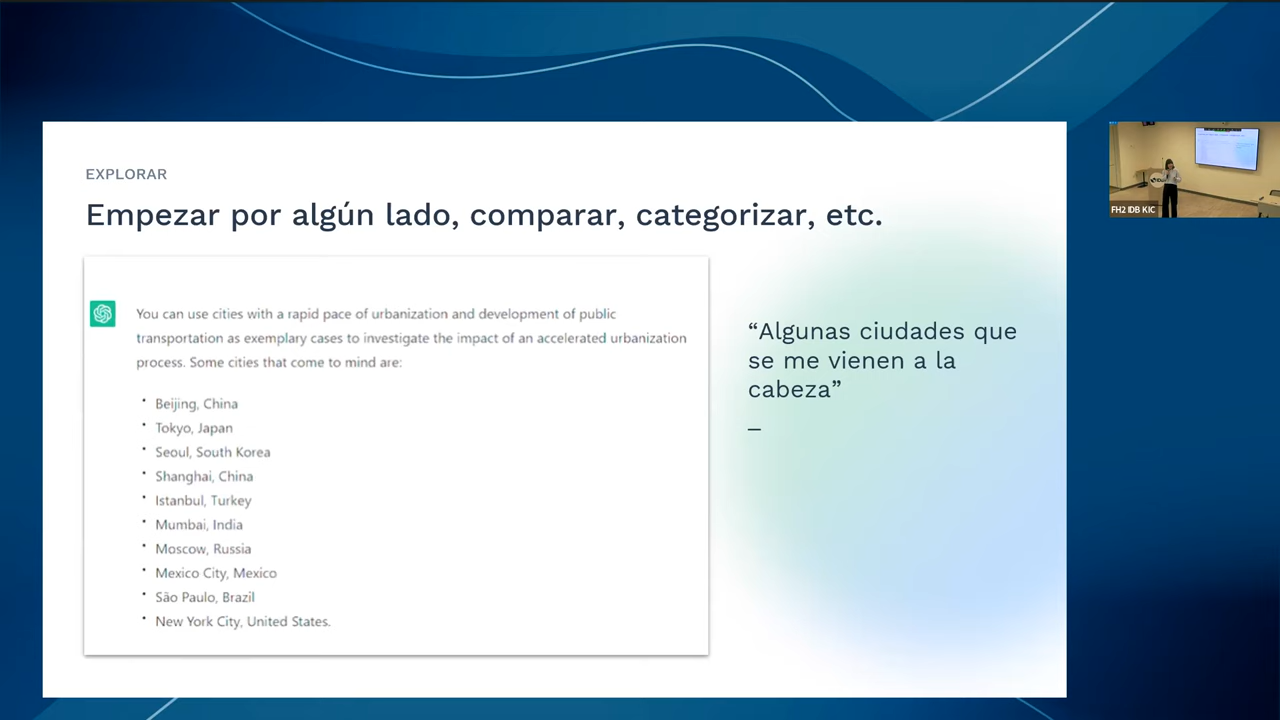 EXPLORAR
Empezar por algún lado, comparar, categorizar, etc.
You can use cities with a rapid pace of urbanization and development of public
transportation as exemplary cases to investigate the impact of an accelerated urbanization
process. Some cities that come to mind are:
• Beijing, China
• Tokyo, Japan
• Seoul, South Korea
• Shanghai, China
• Istanbul, Turkey
• Mumbai, India
• Moscow, Russia
• Mexico City, Mexico
• São Paulo, Brazil
• New York City, United States.
“Algunas ciudades que
se me vienen a la
cabeza”
–
FH2 IDB KIC